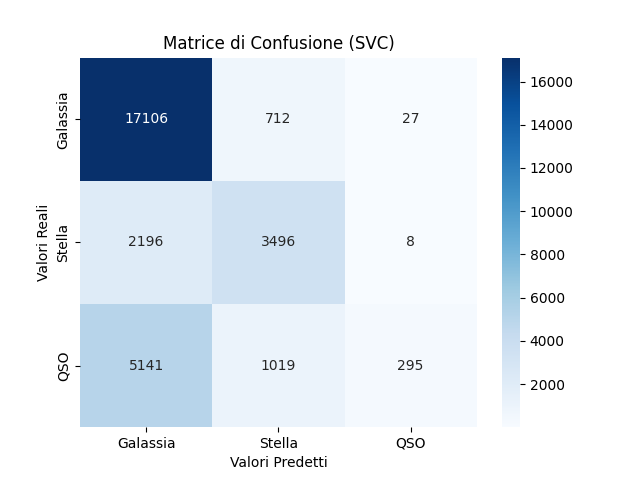 Matrice di Confusione (SVC)
Valori Reali
Galassia
17106 712 27
Stella
2196 3496 8
QSO
5141 1019 295
Galassia Stella QSO
Valori Predetti
16000
14000
12000
10000
8000
6000
4000
2000